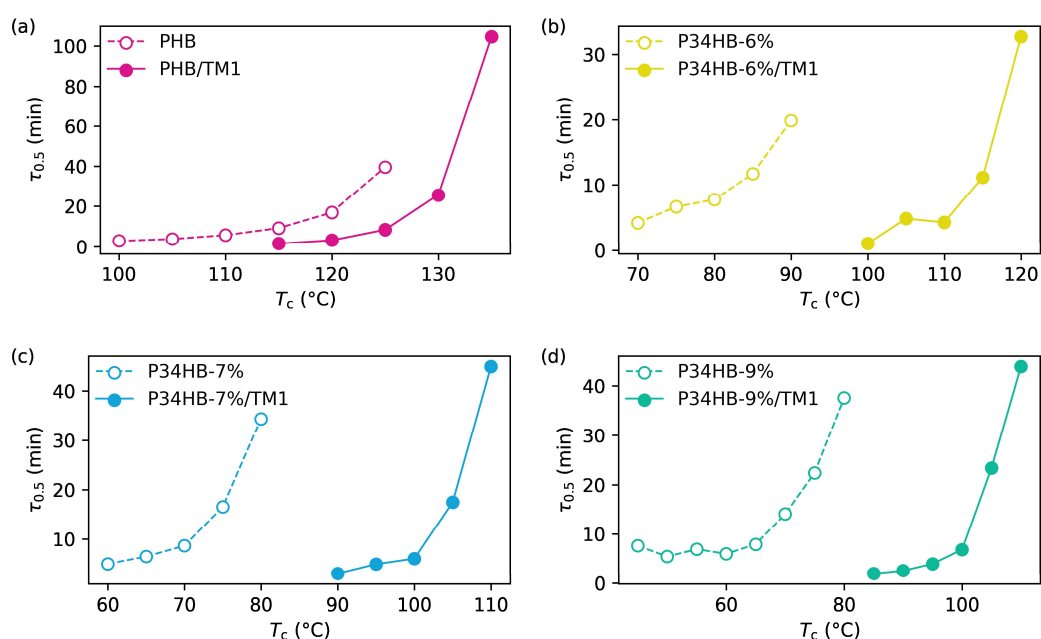 (a)
PHB
PHB/TM1
100
80
60
40
20
0
τ0.5 (min)
100
110
120
130
Tc (°C)
(b)
P34HB-6%
P34HB-6%/TM1
30
20
10
0
τ0.5 (min)
70
80
90
100
110
120
Tc (°C)
(c)
P34HB-7%
P34HB-7%/TM1
40
30
20
10
τ0.5 (min)
60
70
80
90
100
110
Tc (°C)
(d)
P34HB-9%
P34HB-9%/TM1
40
30
20
10
0
τ0.5 (min)
60
80
100
Tc (°C)